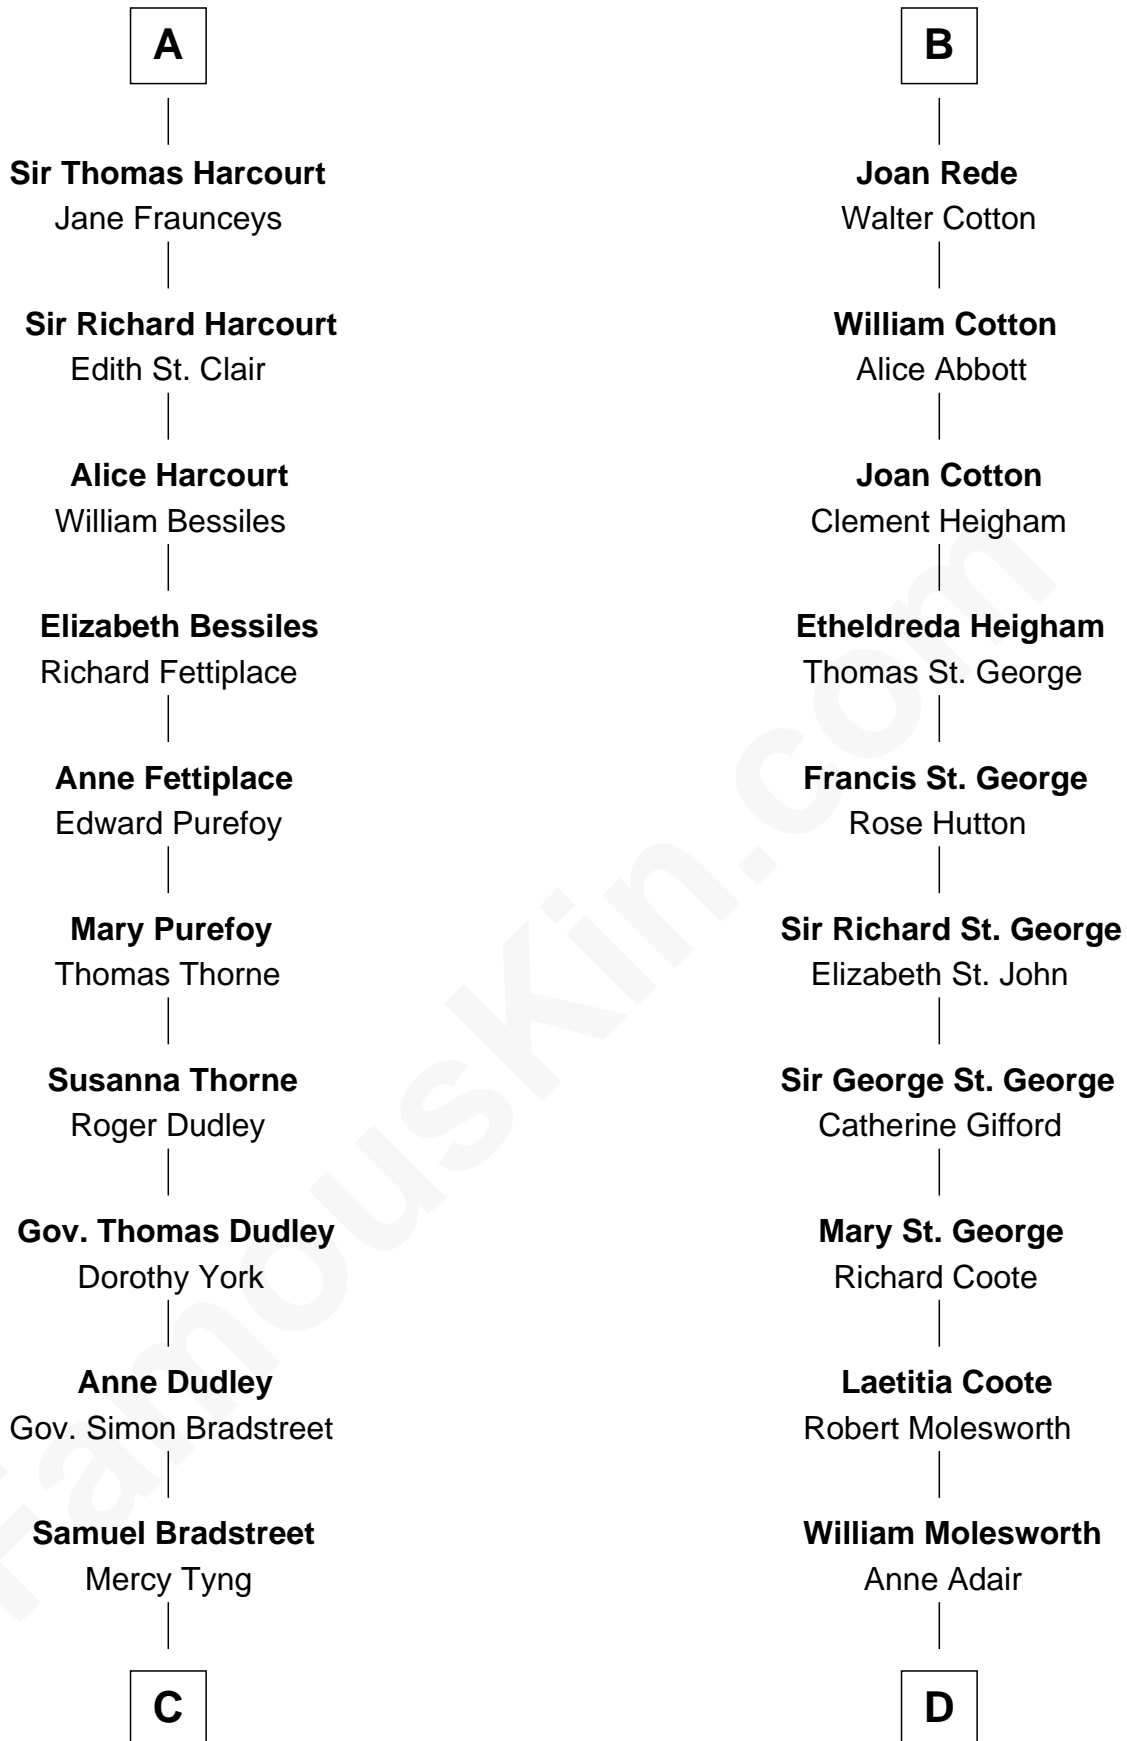 A
Sir Thomas Harcourt
Jane Fraunceys
Sir Richard Harcourt
Edith St. Clair
Alice Harcourt
William Bessiles
Elizabeth Bessiles
Richard Fettiplace
Anne Fettiplace
Edward Purefoy
Mary Purefoy
Thomas Thorne
Susanna Thorne
Roger Dudley
Gov. Thomas Dudley
Dorothy York
Anne Dudley
Gov. Simon Bradstreet
Samuel Bradstreet
Mercy Tyng
C
B
Joan Rede
Walter Cotton
William Cotton
Alice Abbott
Joan Cotton
Clement Heigham
Etheldreda Heigham
Thomas St. George
Francis St. George
Rose Hutton
Sir Richard St. George
Elizabeth St. John
Sir George St. George
Catherine Gifford
Mary St. George
Richard Coote
Laetitia Coote
Robert Molesworth
William Molesworth
Anne Adair
D
FamousKin.com